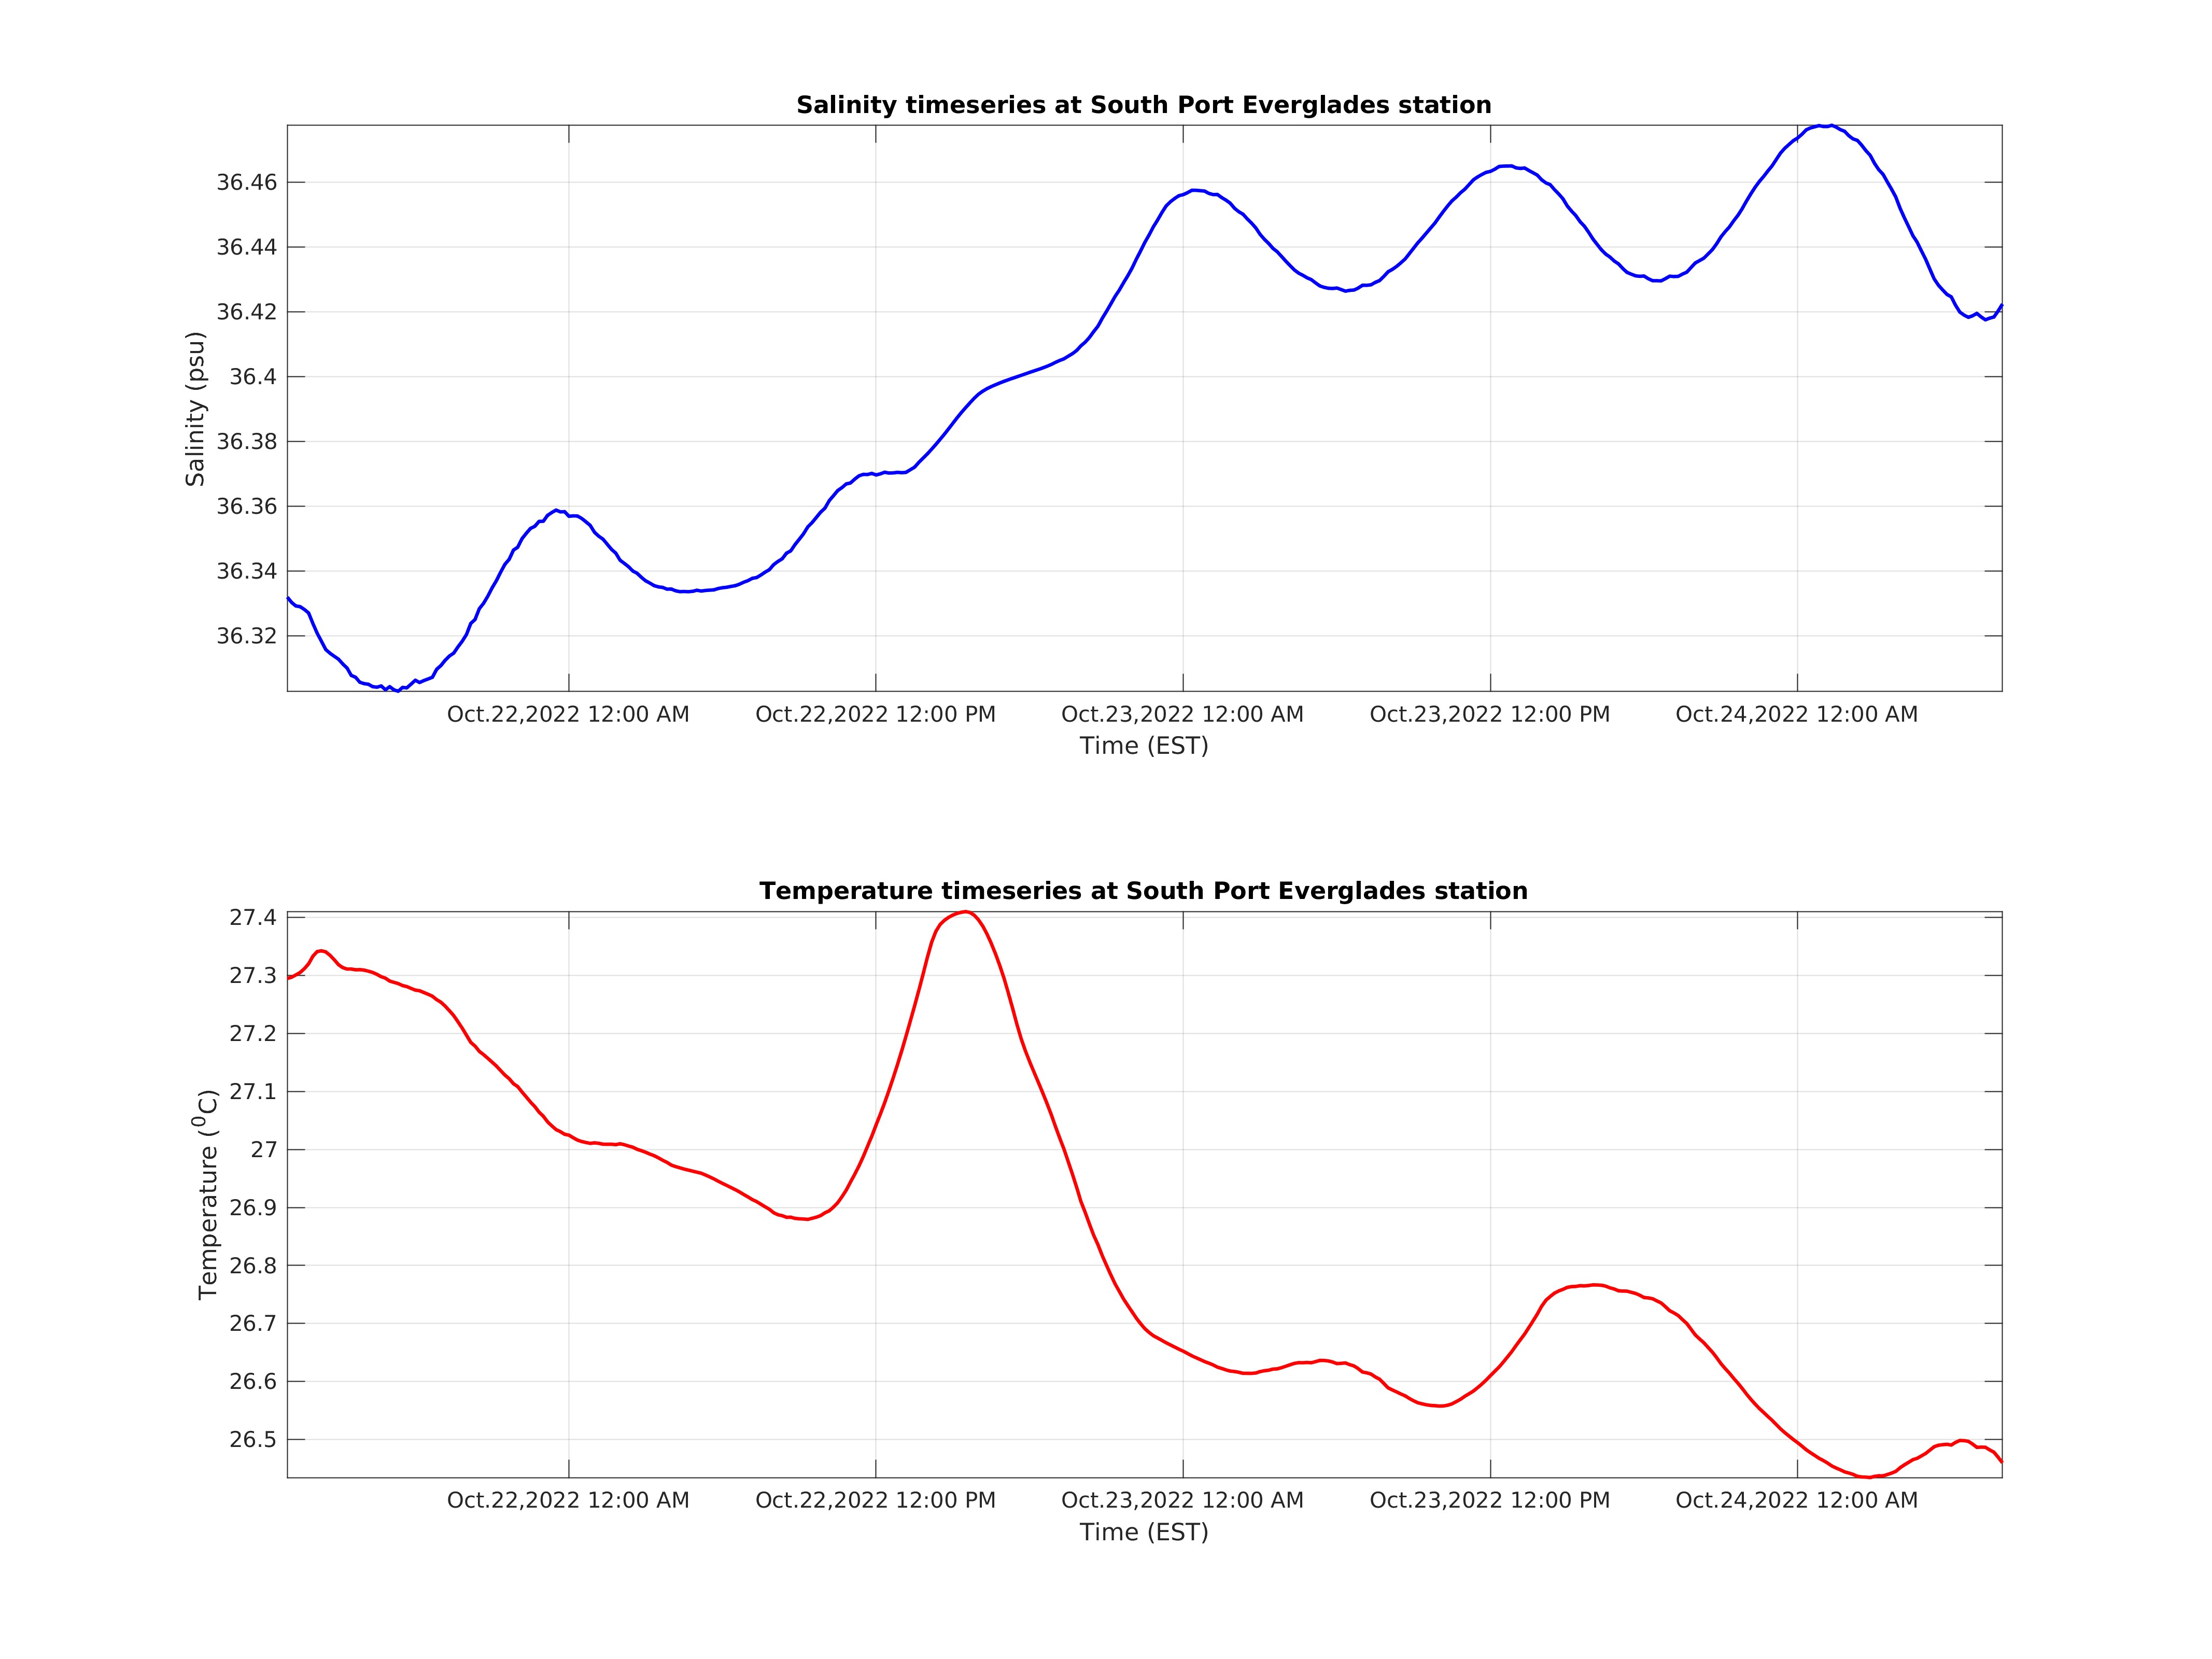 Salinity timeseries at South Port Everglades station
36.46
36.44
36.42
36.4
36.38
36.36
36.34
36.32
Salinity (psu)
Oct.22,2022 12:00 AM Oct.22,2022 12:00 PM Oct.23,2022 12:00 AM Oct.23,2022 12:00 PM Oct.24,2022 12:00 AM
Time (EST)
Temperature timeseries at South Port Everglades station
27.4
27.3
27.2
27.1
27
26.9
26.8
26.7
26.6
26.5
Temperature (⁰C)
Oct.22,2022 12:00 AM Oct.22,2022 12:00 PM Oct.23,2022 12:00 AM Oct.23,2022 12:00 PM Oct.24,2022 12:00 AM
Time (EST)